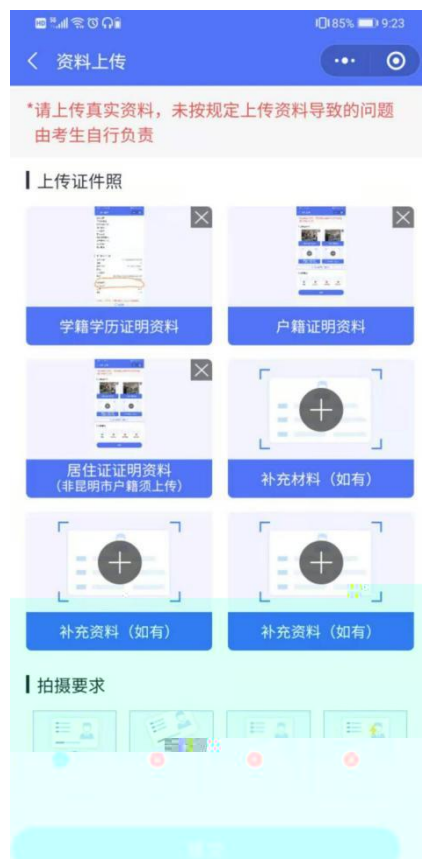 HD 85% 9:23
资料上传
*请上传真实资料，未按规定上传资料导致的问题
由考生自行负责
上传证件照
学籍学历证明资料
户籍证明资料
居住证证明资料
（非昆明市户籍须上传）
补充材料（如有）
补充资料（如有）
补充资料（如有）
拍摄要求